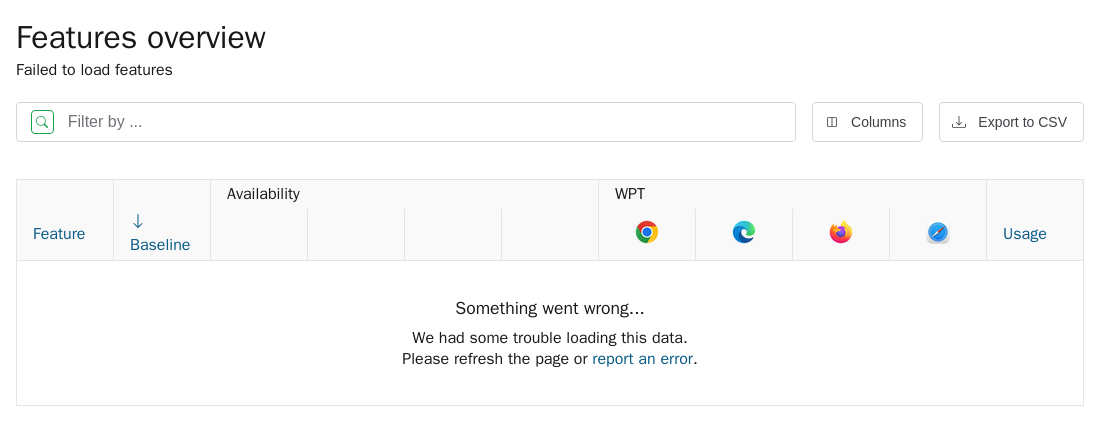 Features overview
Failed to load features
Filter by ...
Columns
Export to CSV
Availability
WPT
Feature
Baseline
Usage
Something went wrong...
We had some trouble loading this data.
Please refresh the page or report an error.